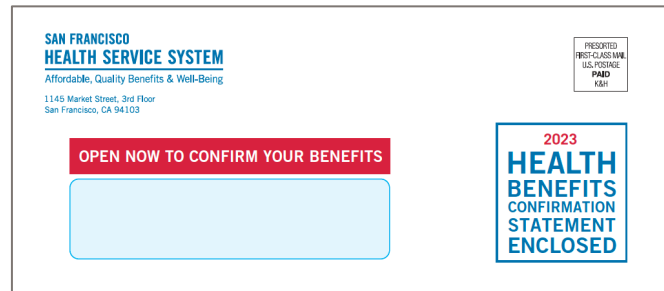 SAN FRANCISCO
HEALTH SERVICE SYSTEM
Affordable, Quality Benefits & Well-Being
1145 Market Street, 3rd Floor
San Francisco, CA 94103
PRESORTED
FIRST-CLASS MAIL
U.S. POSTAGE
PAID
K&H
OPEN NOW TO CONFIRM YOUR BENEFITS
2023
HEALTH
BENEFITS
CONFIRMATION
STATEMENT
ENCLOSED